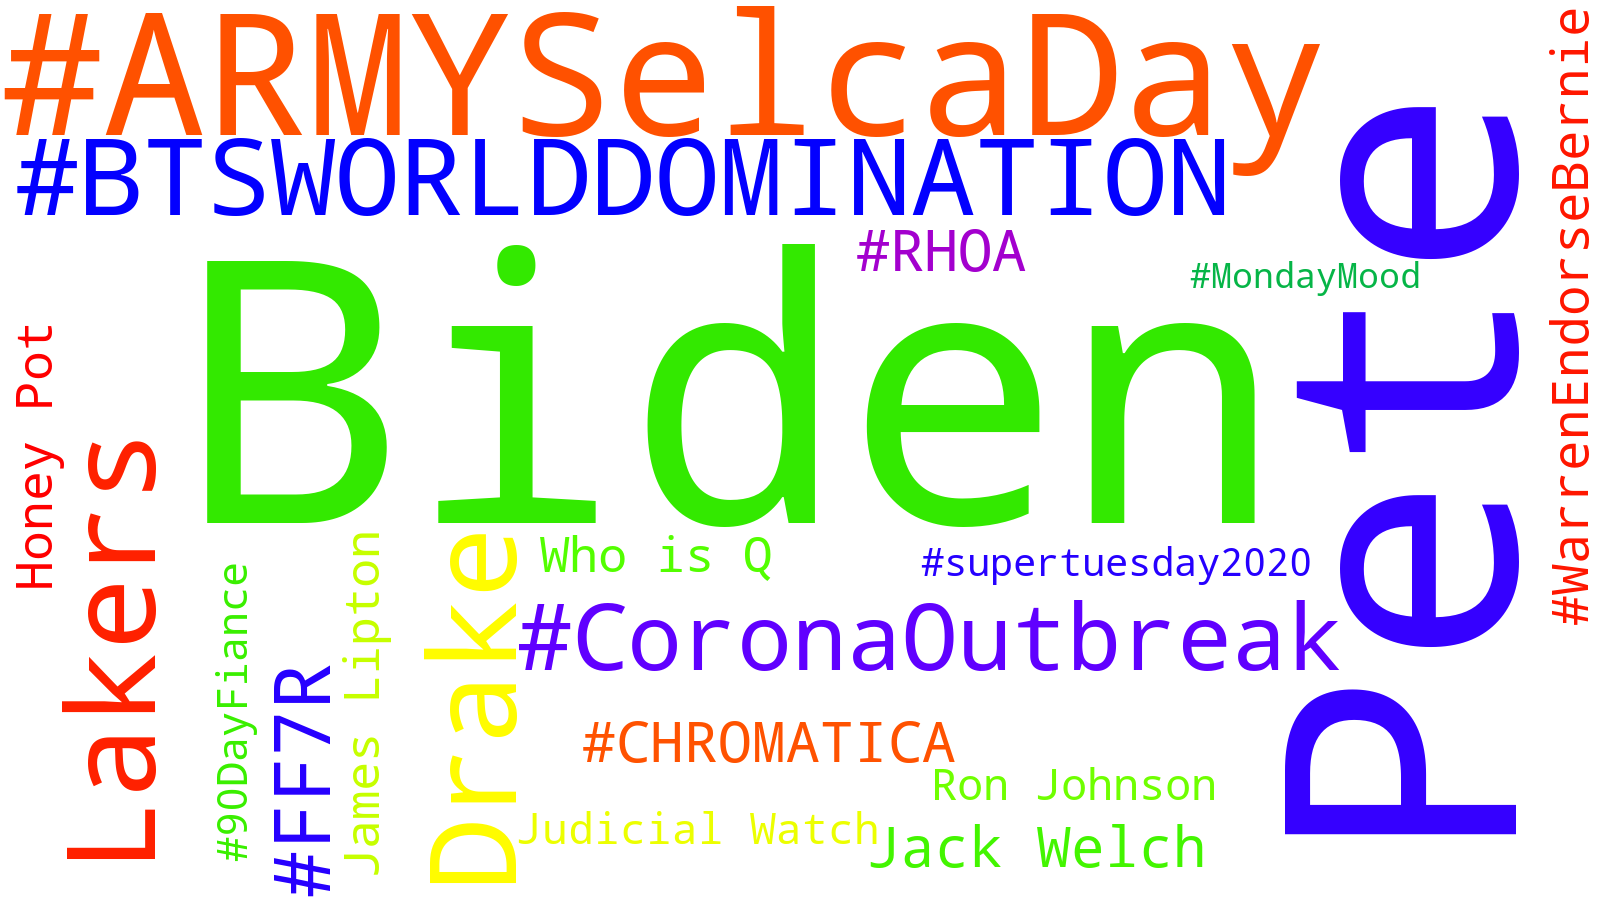 #ARMYSelcaDay
#BTSWORLDDOMINATION
#RHOA
#MondayMood
Biden
Pete
#WarrenEndorseBernie
Honey Pot
Lakers
#90DayFiance
#FF7R
James Lipton
Drake
Who is Q
#supertuesday2020
#CoronaOutbreak
#CHROMATICA
Ron Johnson
Judicial Watch
Jack Welch